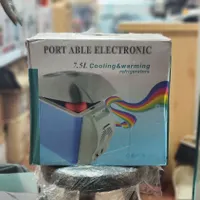 PORT ABLE ELECTRONIC
7.5L Cooling&warming
refrigerators